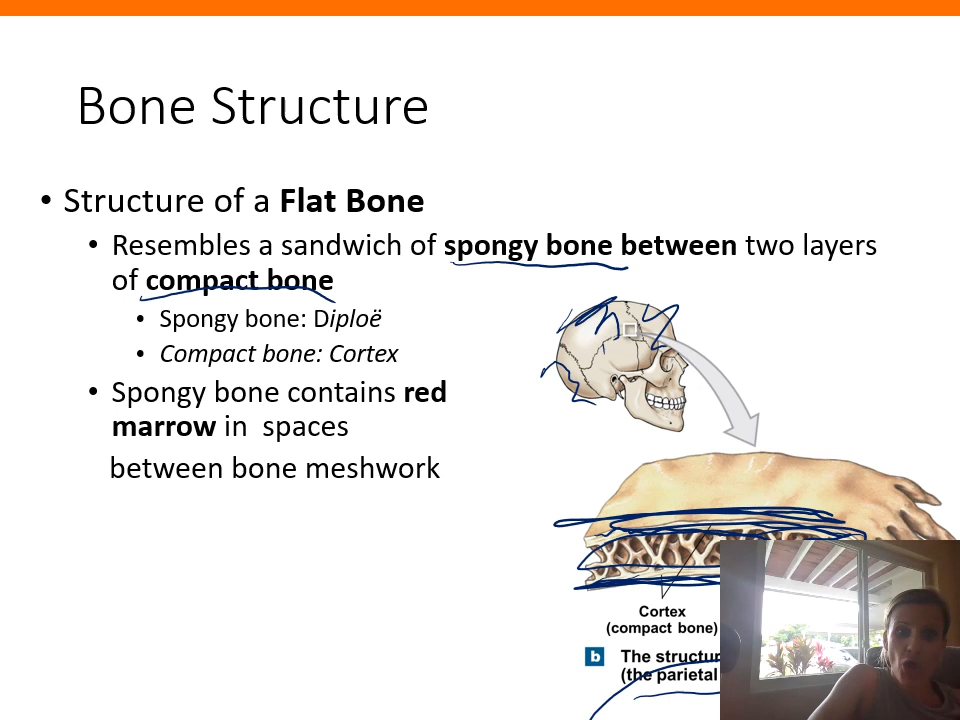 Bone Structure
• Structure of a Flat Bone
• Resembles a sandwich of spongy bone between two layers
of compact bone
• Spongy bone: Diploë
• Compact bone: Cortex
• Spongy bone contains red
marrow in spaces
between bone meshwork
Cortex
(compact bone)
b The
(the parietal